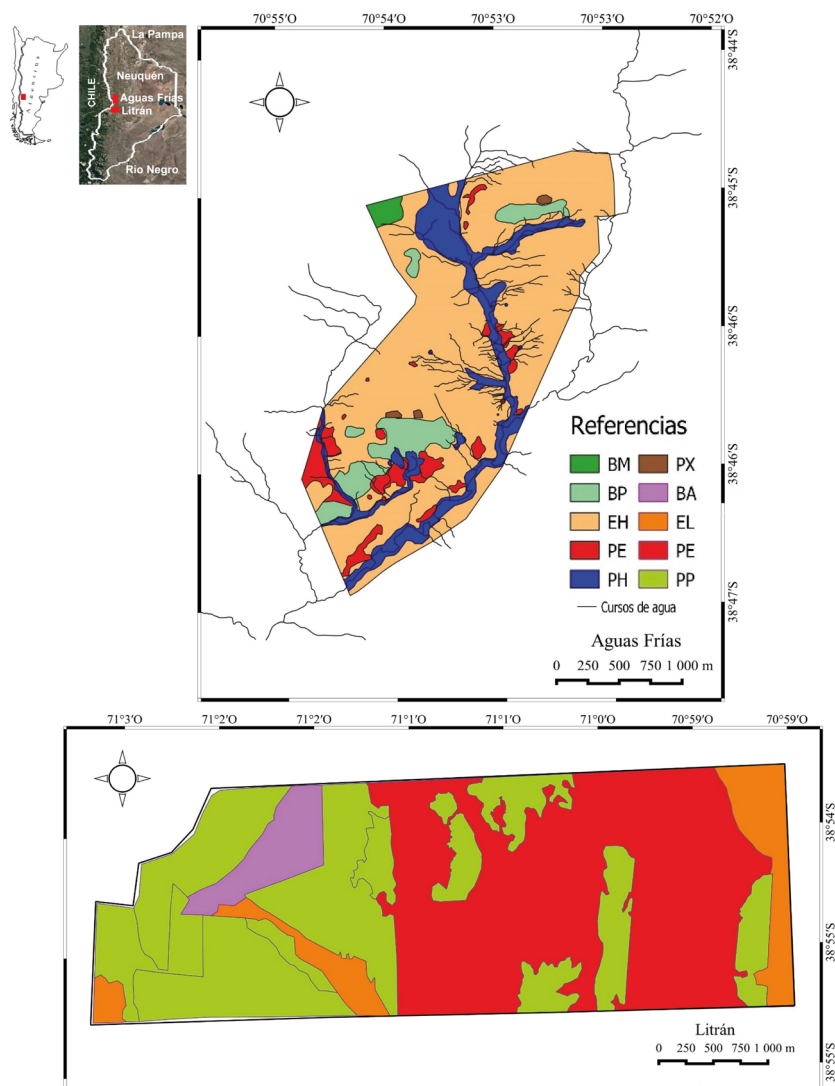 Argentina
La Pampa
Neuquén
CHILE
Aguas Frías
Litrán
Rio Negro
70°55'O 70°54'O 70°53'O 70°53'O 70°52'O
38°44'S
38°45'S
38°46'S
38°46'S
38°47'S
Referencias
BM PX
BP BA
EH EL
PE PE
PH PP
Cursos de agua
Aguas Frías
0 250 500 750 1 000 m
71°3'O 71°2'O 71°2'O 71°1'O 71°1'O 71°0'O 70°59'O 70°59'O
38°54'S
38°55'S
38°55'S
Litrán
0 250 500 750 1 000 m